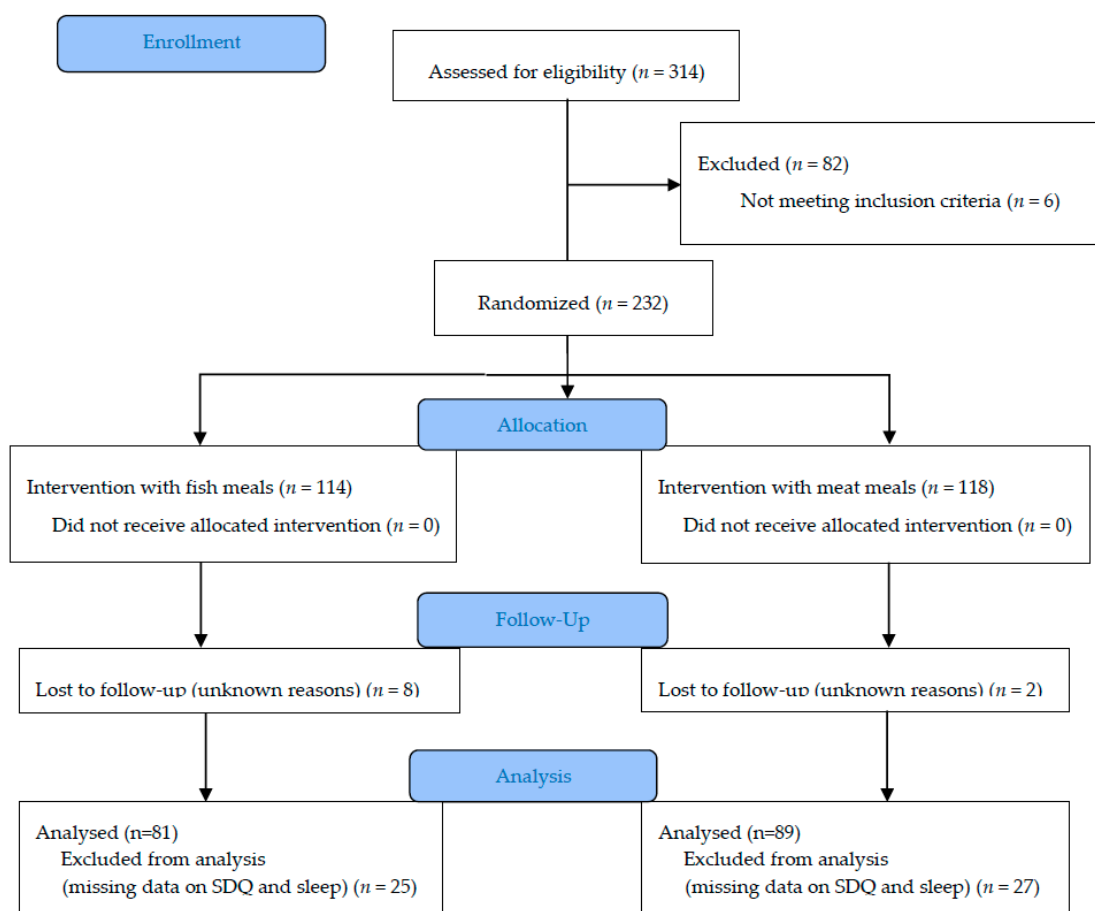 Enrollment
Assessed for eligibility (n = 314)
Excluded (n = 82)
Not meeting inclusion criteria (n = 6)
Randomized (n = 232)
Allocation
Intervention with fish meals (n = 114)
Did not receive allocated intervention (n = 0)
Intervention with meat meals (n = 118)
Did not receive allocated intervention (n = 0)
Follow-Up
Lost to follow-up (unknown reasons) (n = 8)
Lost to follow-up (unknown reasons) (n = 2)
Analysis
Analysed (n=81)
Excluded from analysis
(missing data on SDQ and sleep) (n = 25)
Analysed (n=89)
Excluded from analysis
(missing data on SDQ and sleep) (n = 27)